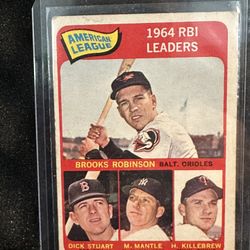 AMERICAN LEAGUE
1964 RBI
LEADERS
BROOKS ROBINSON BALT. ORIOLES
DICK STUART M. MANTLE H. KILLEBREW